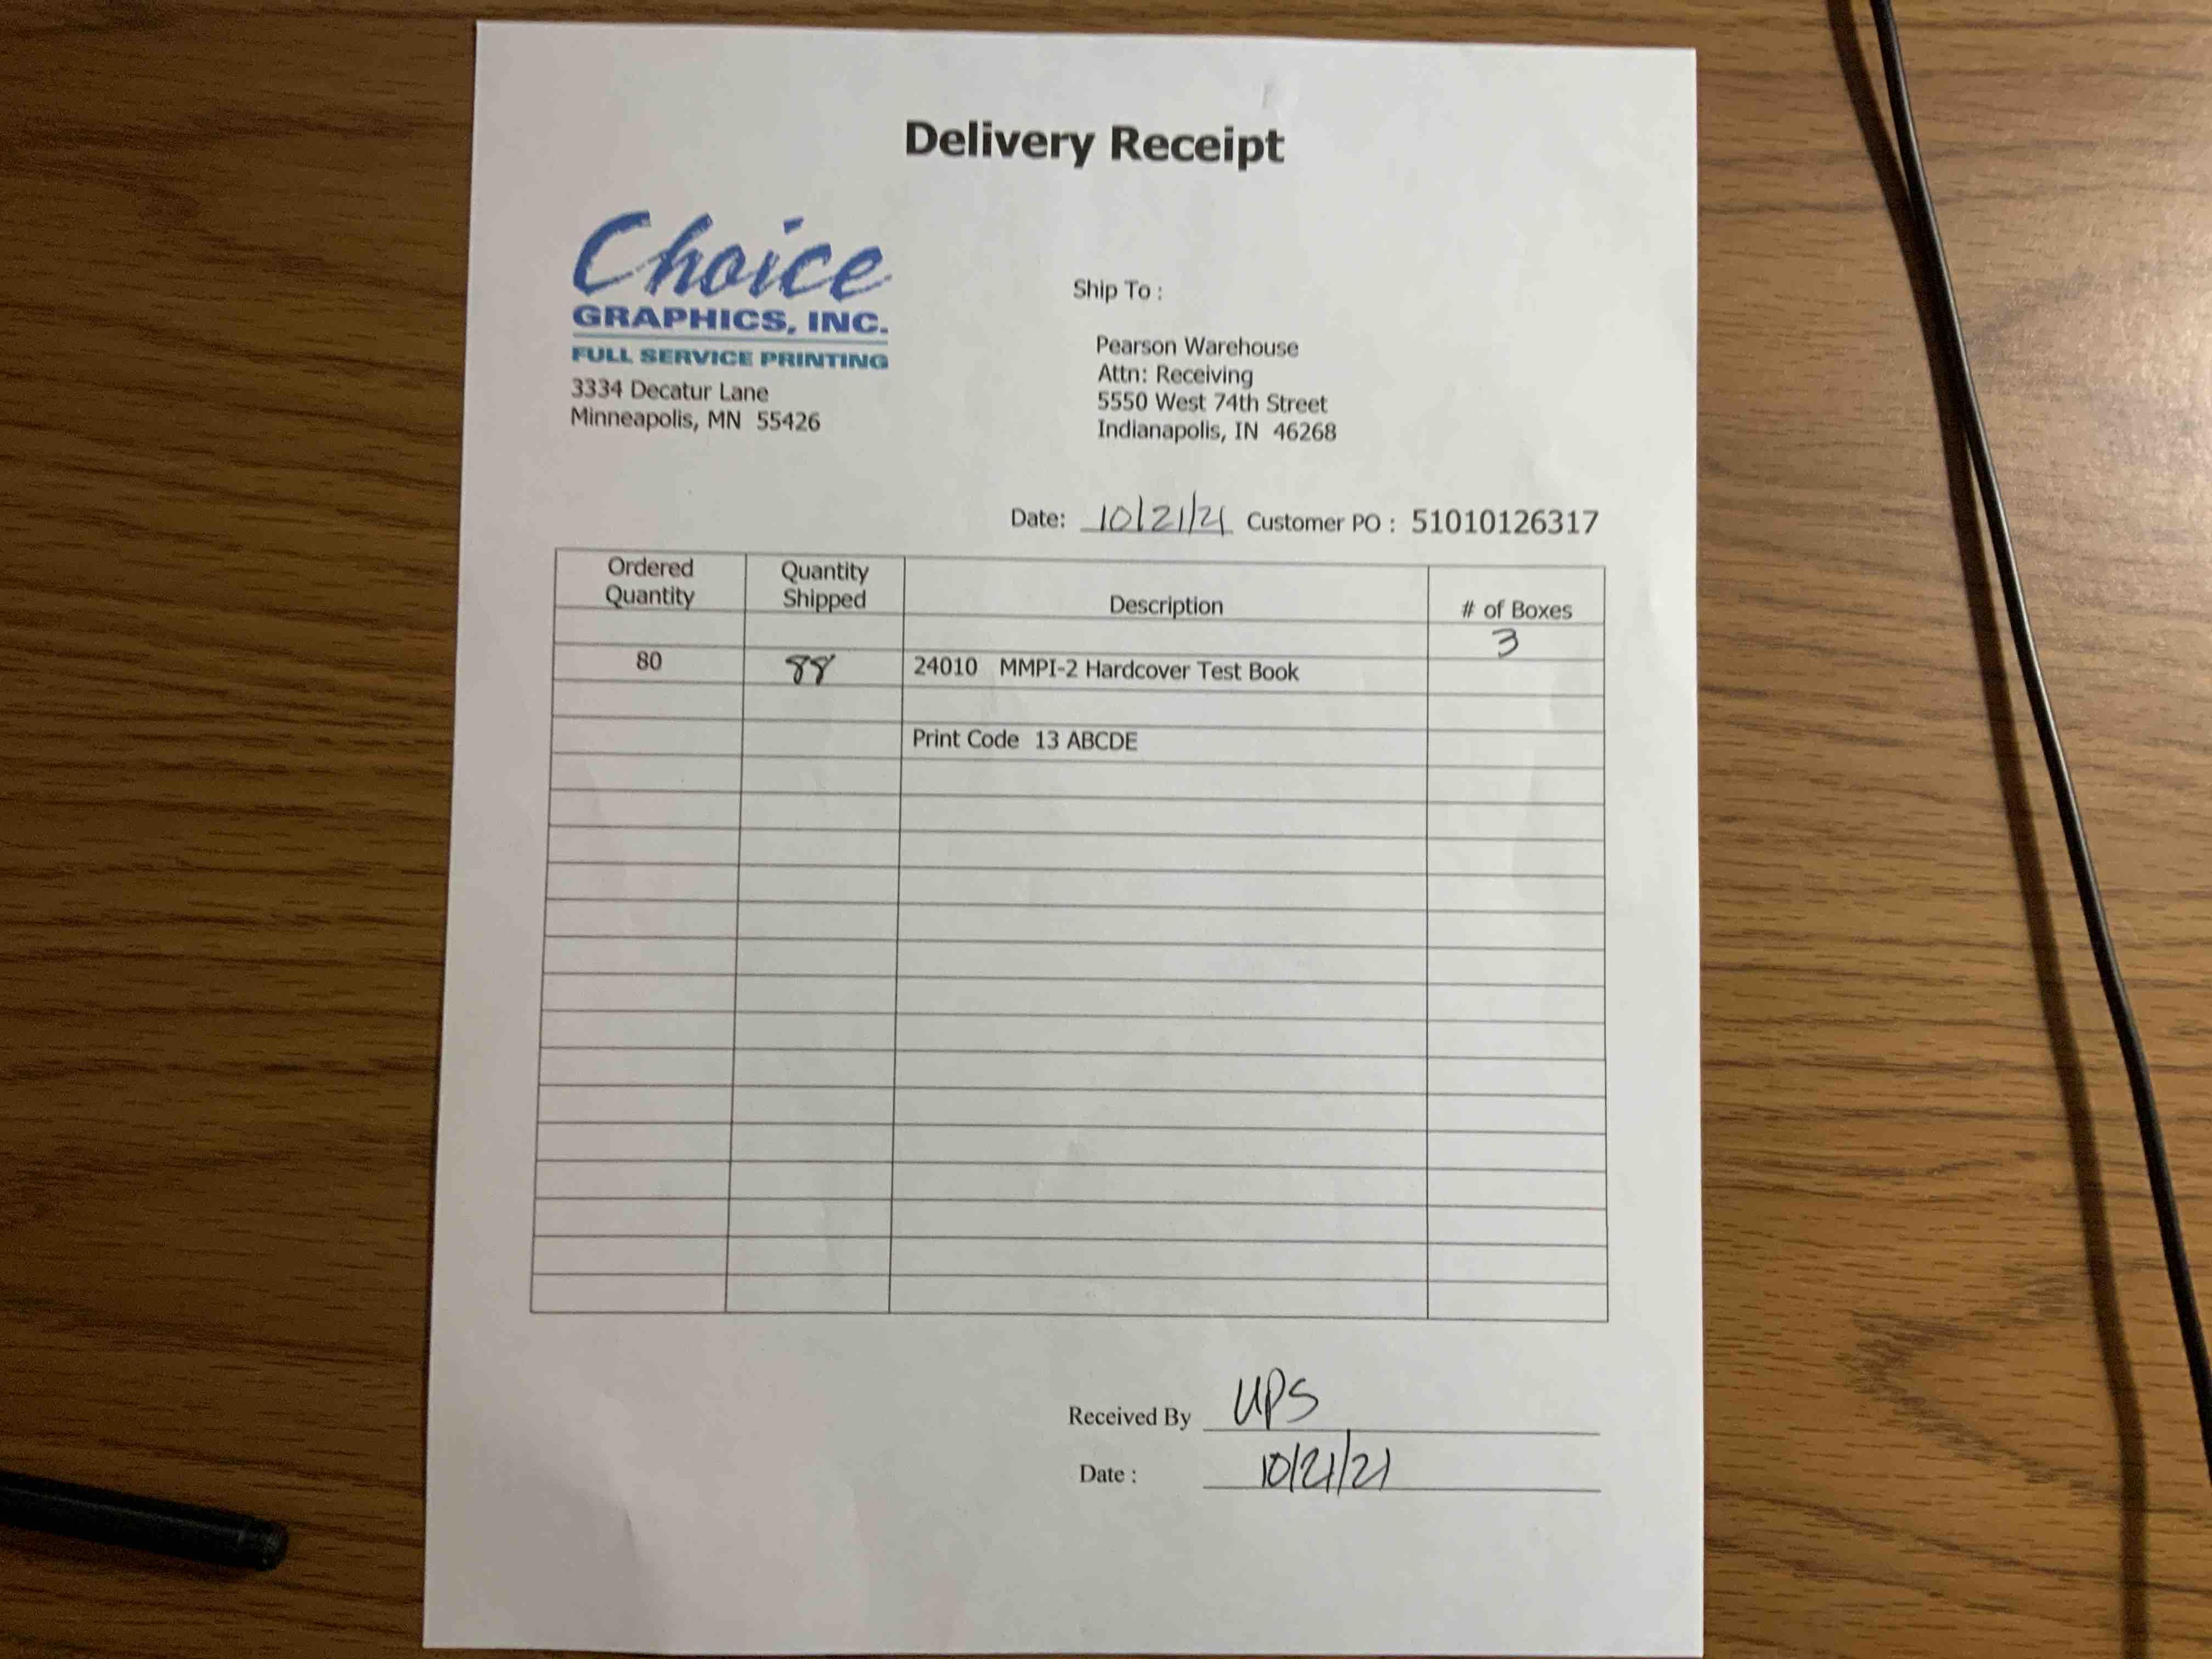 Delivery Receipt
Choice
GRAPHICS, INC.
FULL SERVICE PRINTING
3334 Decatur Lane
Minneapolis, MN 55426
Ship To :
Pearson Warehouse
Attn: Receiving
5550 West 74th Street
Indianapolis, IN 46268
Date: 10/21/21 Customer PO : 51010126317
Ordered Quantity Quantity Shipped Description # of Boxes
3
80 88 24010 MMPI-2 Hardcover Test Book
Print Code 13 ABCDE
Received By UPS
Date : 10/21/21